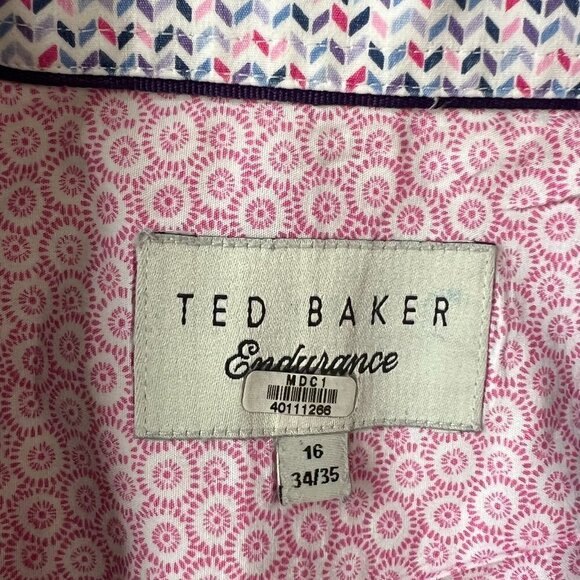 TED BAKER
Endurance
MDC1
40111266
16
34/35